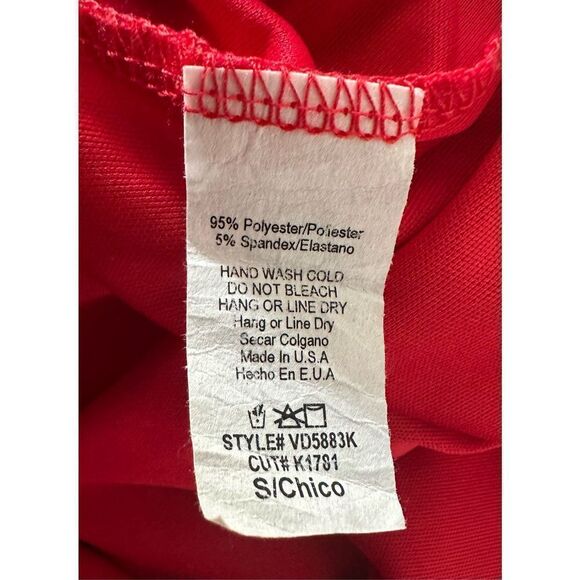 95% Polyester/Poliester
5% Spandex/Elastano
HAND WASH COLD
DO NOT BLEACH
HANG OR LINE DRY
Hang or Line Dry
Secar Colgano
Made In U.S.A
Hecho En E.U.A
STYLE# VD5883K
CUT# K1781
S/Chico